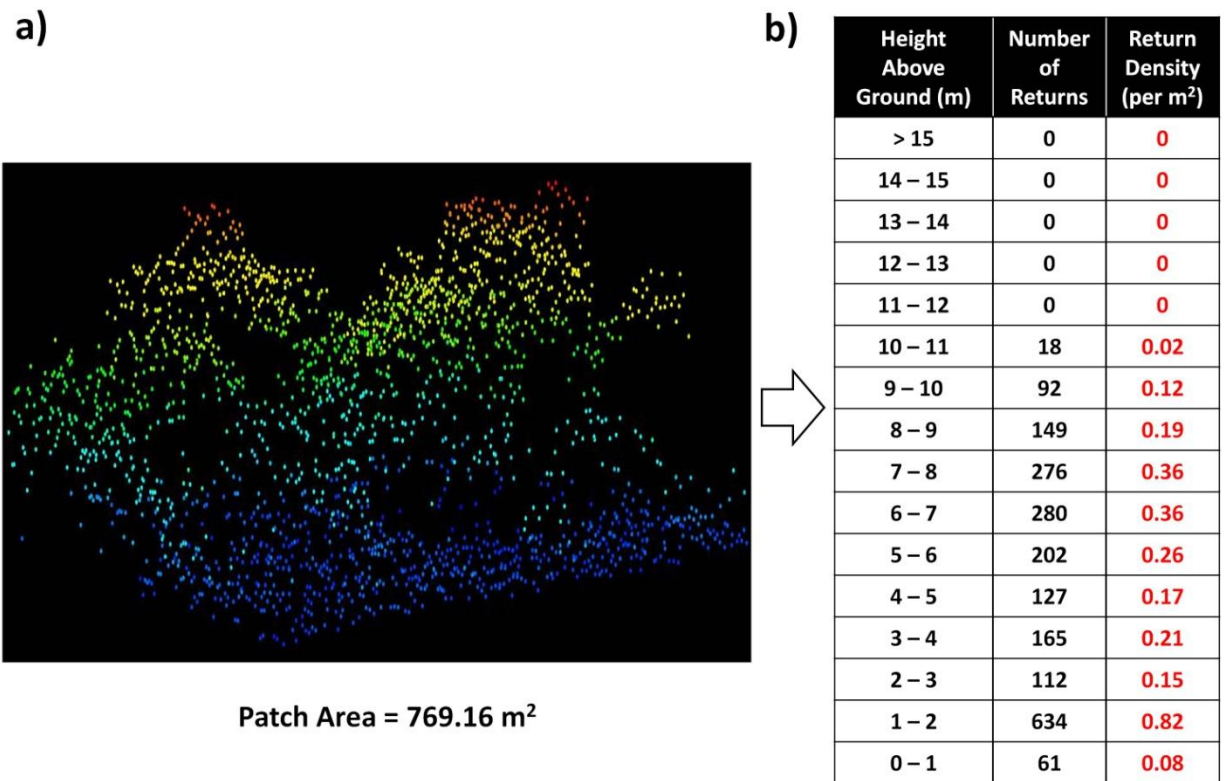 a)
b)
Height Above Ground (m) Number of Returns Return Density (per m²)
> 15 0 0
14 – 15 0 0
13 – 14 0 0
12 – 13 0 0
11 – 12 0 0
10 – 11 18 0.02
9 – 10 92 0.12
8 – 9 149 0.19
7 – 8 276 0.36
6 – 7 280 0.36
5 – 6 202 0.26
4 – 5 127 0.17
3 – 4 165 0.21
2 – 3 112 0.15
1 – 2 634 0.82
0 – 1 61 0.08
Patch Area = 769.16 m²